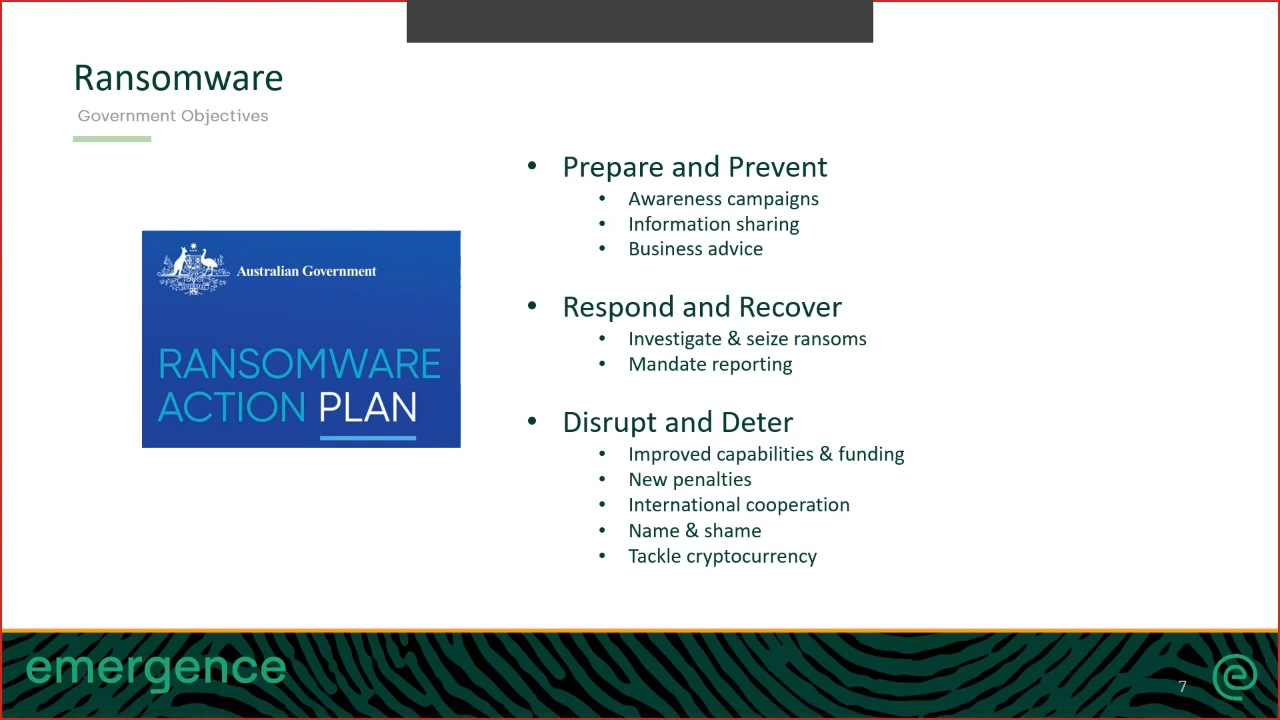 Ransomware
Government Objectives
• Prepare and Prevent
• Awareness campaigns
• Information sharing
• Business advice
• Respond and Recover
• Investigate & seize ransoms
• Mandate reporting
• Disrupt and Deter
• Improved capabilities & funding
• New penalties
• International cooperation
• Name & shame
• Tackle cryptocurrency
Australian Government
RANSOMWARE
ACTION PLAN
emergence
7
e